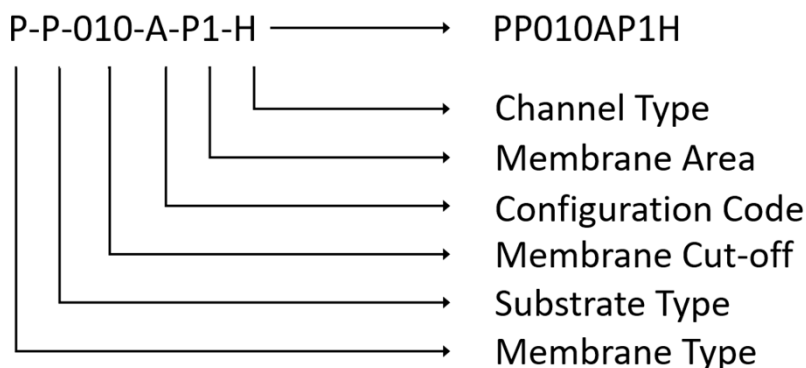 P-P-010-A-P1-H PP010AP1H
Channel Type
Membrane Area
Configuration Code
Membrane Cut-off
Substrate Type
Membrane Type